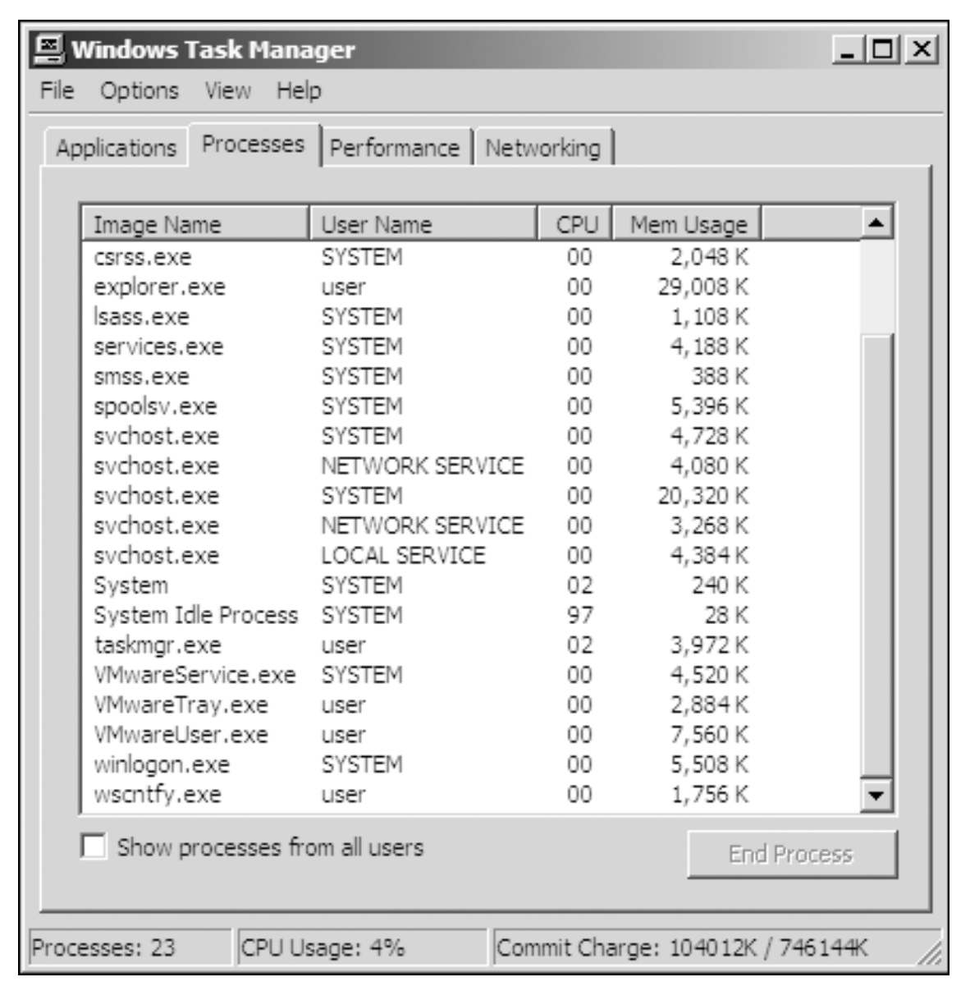 Windows Task Manager
File Options View Help
Applications Processes Performance Networking
Image Name User Name CPU Mem Usage
csrss.exe SYSTEM 00 2,048 K
explorer.exe user 00 29,008 K
lsass.exe SYSTEM 00 1,108 K
services.exe SYSTEM 00 4,188 K
smss.exe SYSTEM 00 388 K
spoolsv.exe SYSTEM 00 5,396 K
svchost.exe SYSTEM 00 4,728 K
svchost.exe NETWORK SERVICE 00 4,080 K
svchost.exe SYSTEM 00 20,320 K
svchost.exe NETWORK SERVICE 00 3,268 K
svchost.exe LOCAL SERVICE 00 4,384 K
System SYSTEM 02 240 K
System Idle Process SYSTEM 97 28 K
taskmgr.exe user 02 3,972 K
VMwareService.exe SYSTEM 00 4,520 K
VMwareTray.exe user 00 2,884 K
VMwareUser.exe user 00 7,560 K
winlogon.exe SYSTEM 00 5,508 K
wscntfy.exe user 00 1,756 K
Show processes from all users
End Process
Processes: 23 CPU Usage: 4% Commit Charge: 104012K / 746144K